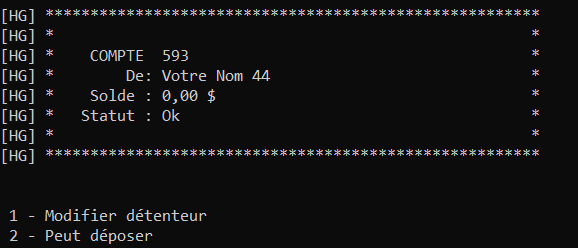 [HG] *******************************************************
[HG] *                                                     *
[HG] *    COMPTE  593                                      *
[HG] *        De: Votre Nom 44                             *
[HG] *    Solde : 0,00 $                                   *
[HG] *   Statut : Ok                                       *
[HG] *                                                     *
[HG] *******************************************************
1 - Modifier détenteur
2 - Peut déposer